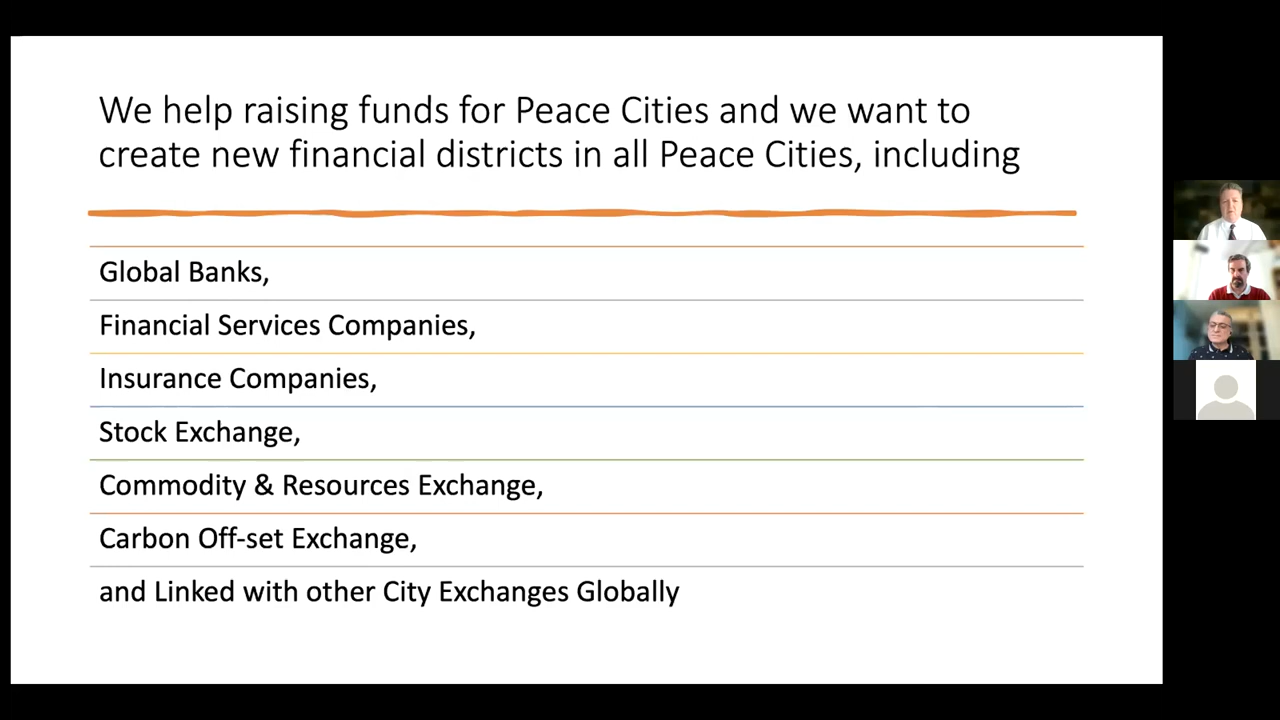 We help raising funds for Peace Cities and we want to
create new financial districts in all Peace Cities, including
Global Banks,
Financial Services Companies,
Insurance Companies,
Stock Exchange,
Commodity & Resources Exchange,
Carbon Off-set Exchange,
and Linked with other City Exchanges Globally